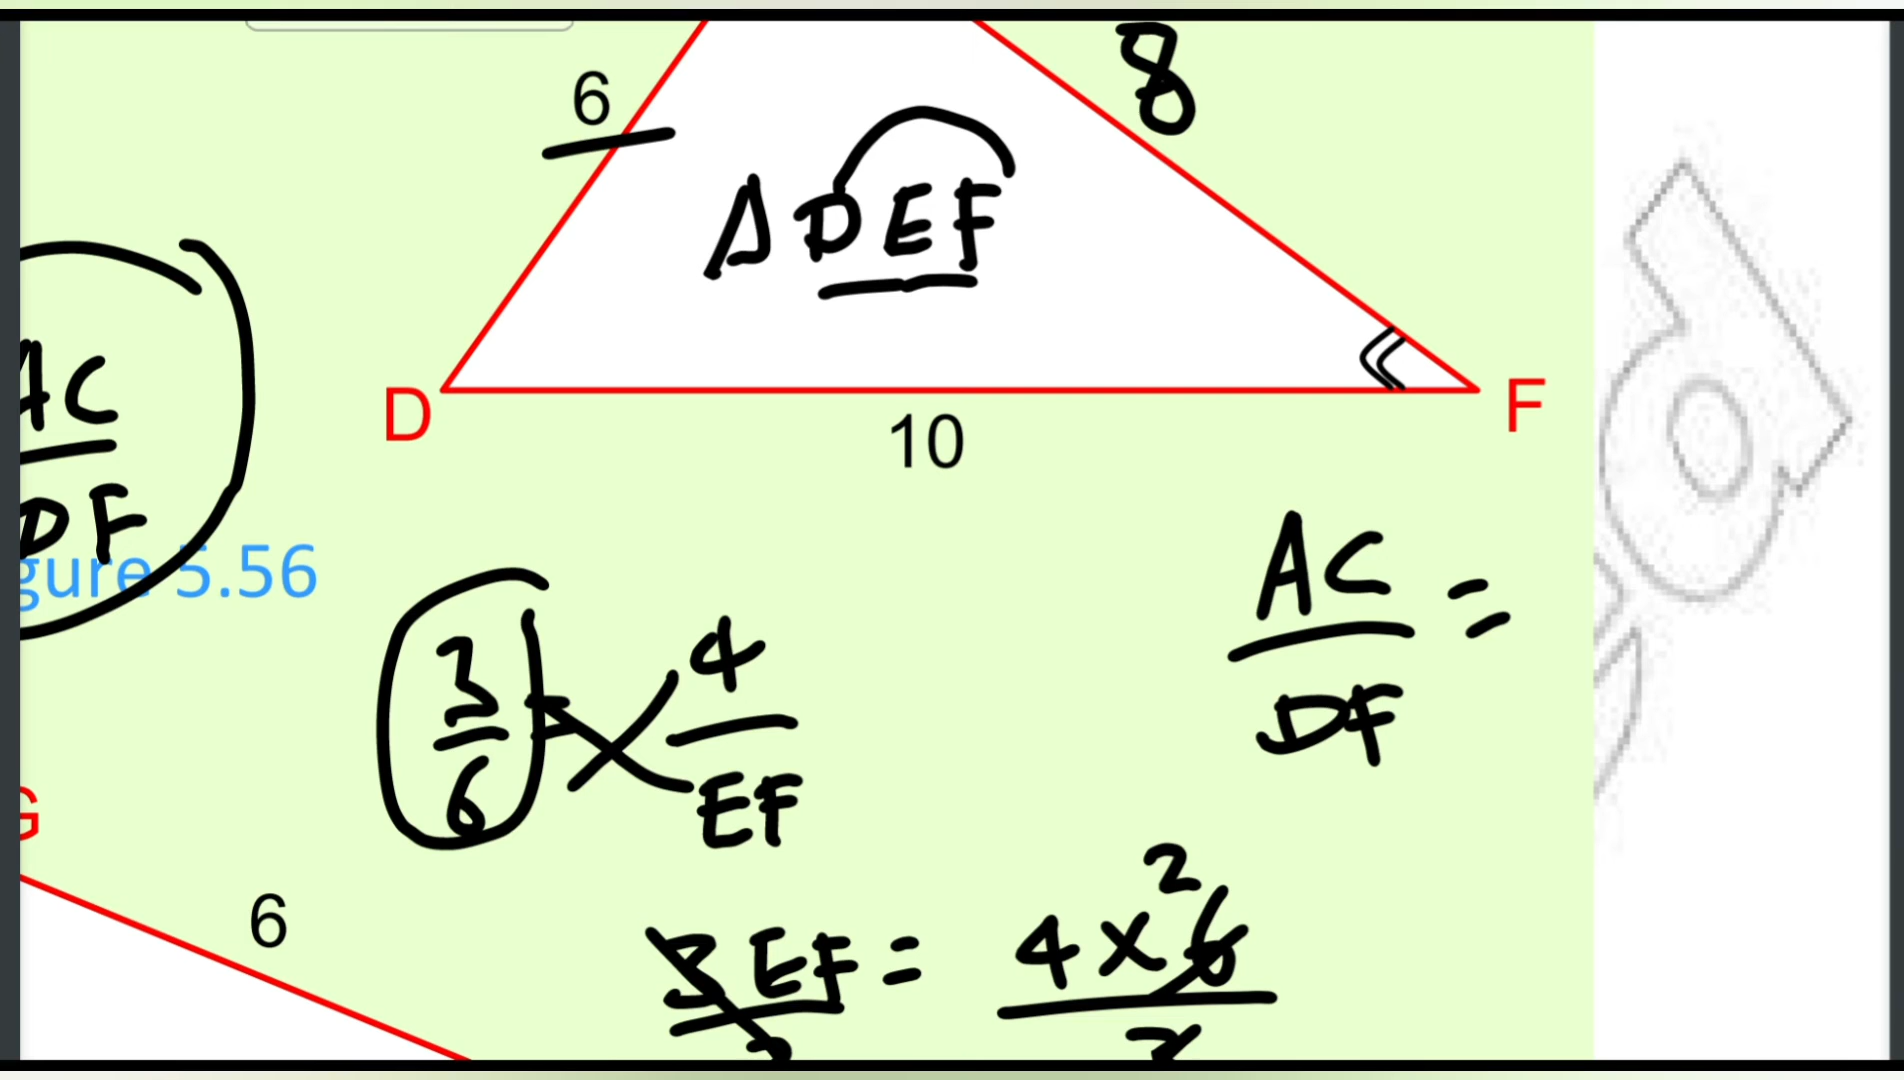 6
8
ΔDEF
D
F
10
AC
DF
gure 5.56
3/6 = 4/EF
AC/DF =
G
6
3EF = 4×6
2
3